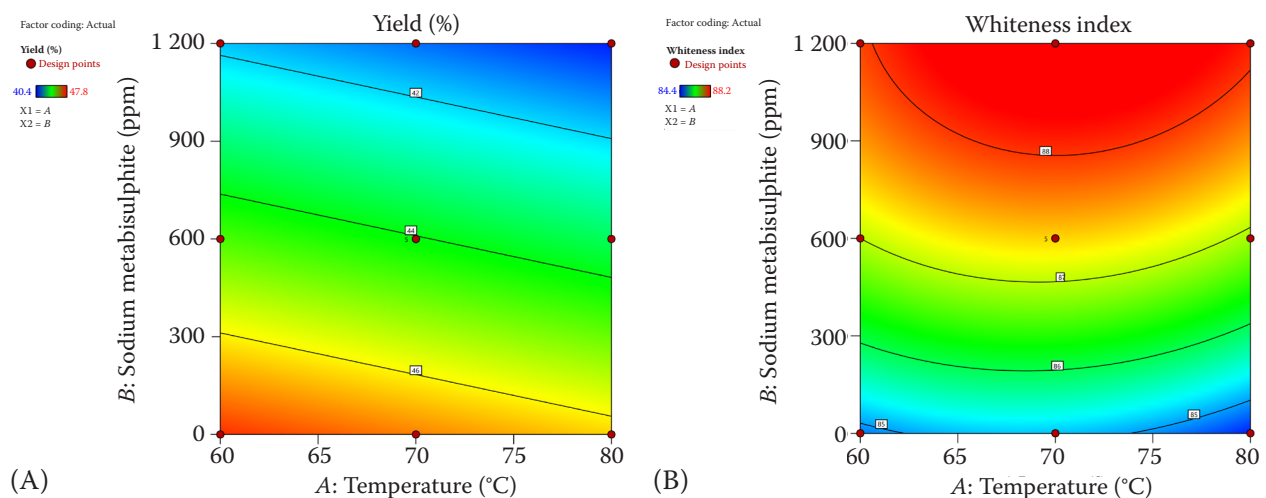 Yield (%)
Factor coding: Actual
Yield (%)
Design points
40.4 47.8
X1 = A
X2 = B
B: Sodium metabisulphite (ppm)
1 200
900
600
300
0
42
44
5
46
60 65 70 75 80
A: Temperature (°C)
(A)
Whiteness index
Factor coding: Actual
Whiteness index
Design points
84.4 88.2
X1 = A
X2 = B
B: Sodium metabisulphite (ppm)
1 200
900
600
300
0
88
5
87
86
85
85
60 65 70 75 80
A: Temperature (°C)
(B)